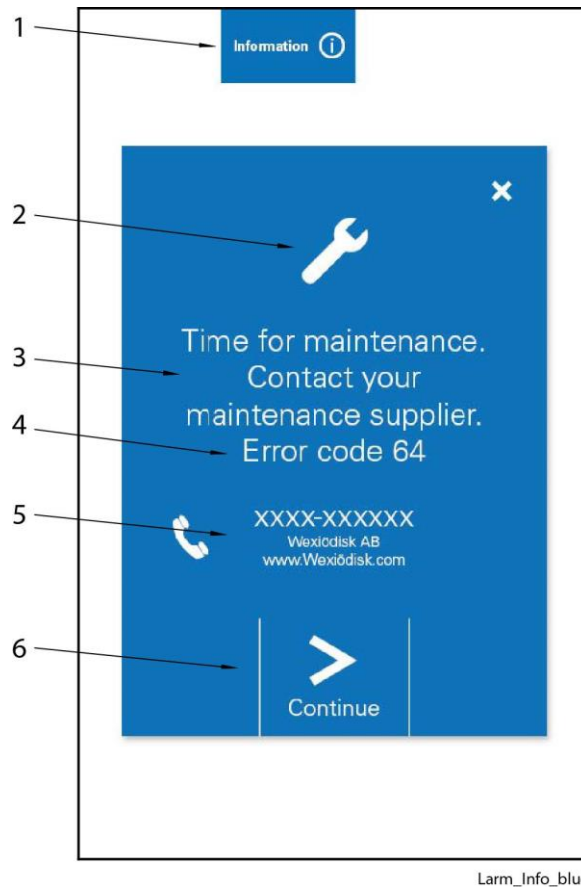 1
Information i
2
3
Time for maintenance.
Contact your
maintenance supplier.
4
Error code 64
5
XXXX-XXXXXX
Wexiödisk AB
www.Wexiödisk.com
6
Continue
Larm_Info_blu